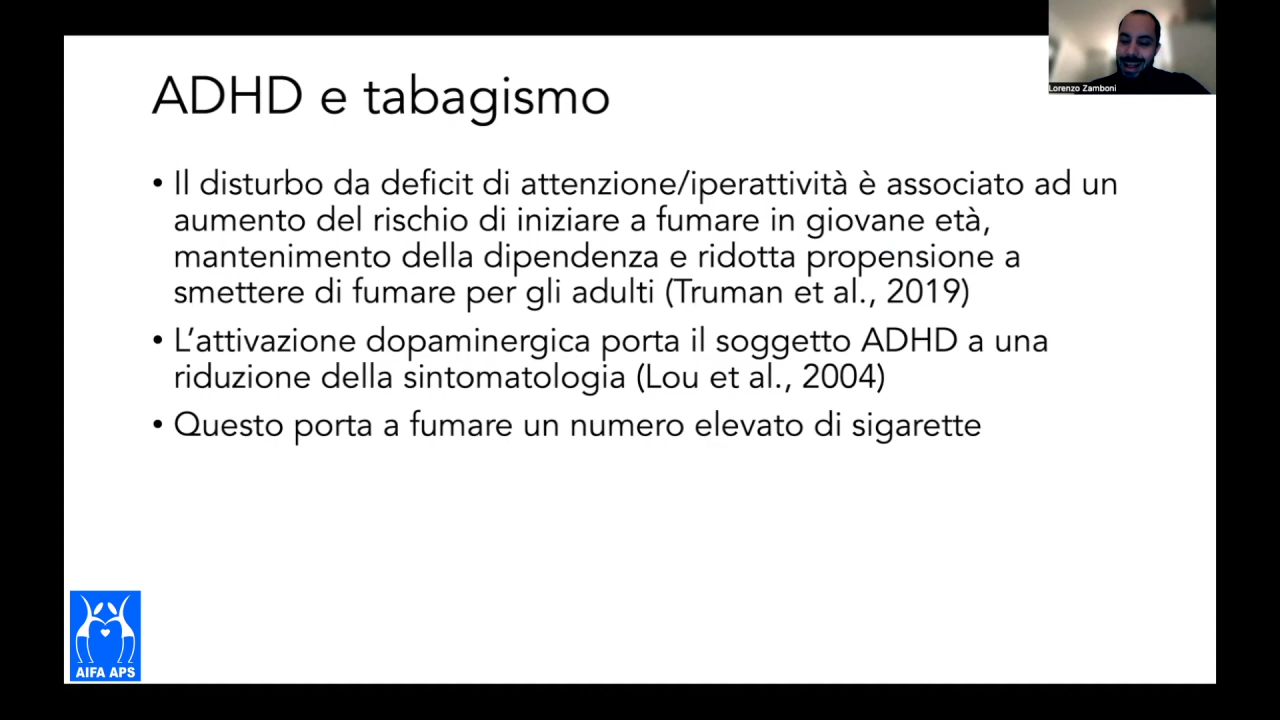 Lorenzo Zamboni
ADHD e tabagismo
• Il disturbo da deficit di attenzione/iperattività è associato ad un
aumento del rischio di iniziare a fumare in giovane età,
mantenimento della dipendenza e ridotta propensione a
smettere di fumare per gli adulti (Truman et al., 2019)
• L’attivazione dopaminergica porta il soggetto ADHD a una
riduzione della sintomatologia (Lou et al., 2004)
• Questo porta a fumare un numero elevato di sigarette
AIFA APS